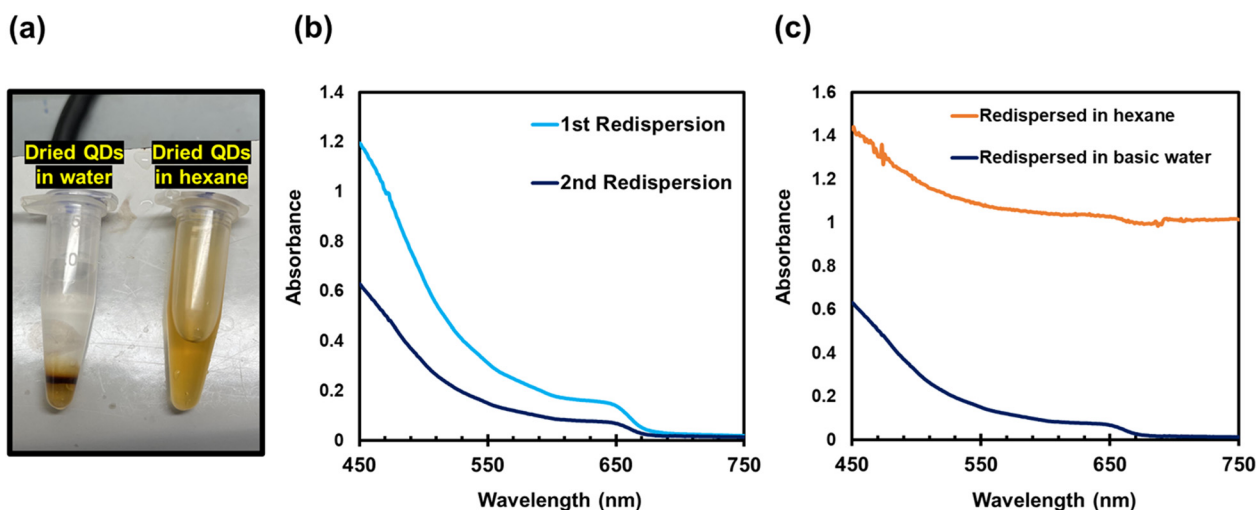 (a)
Dried QDs
in water
Dried QDs
in hexane
(b)
1.4
1.2
1
0.8
0.6
0.4
0.2
0
Absorbance
1st Redispersion
2nd Redispersion
450
550
650
750
Wavelength (nm)
(c)
1.6
1.4
1.2
1
0.8
0.6
0.4
0.2
0
Absorbance
Redispersed in hexane
Redispersed in basic water
450
550
650
750
Wavelength (nm)